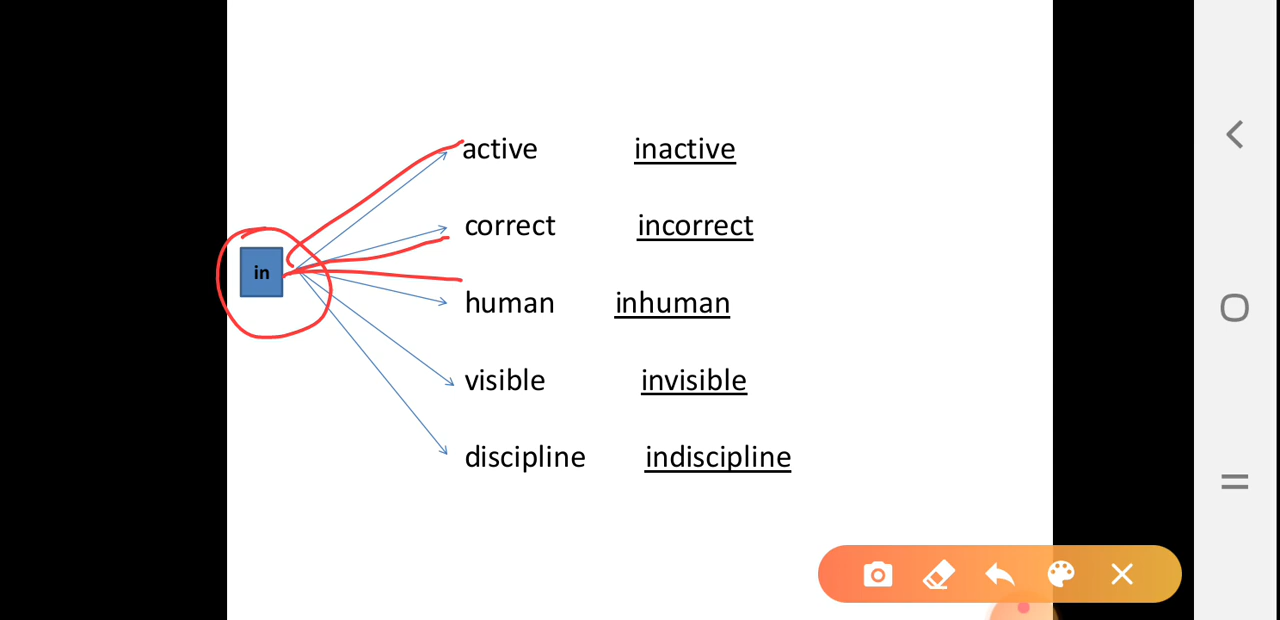 active inactive
correct incorrect
in
human inhuman
visible invisible
discipline indiscipline